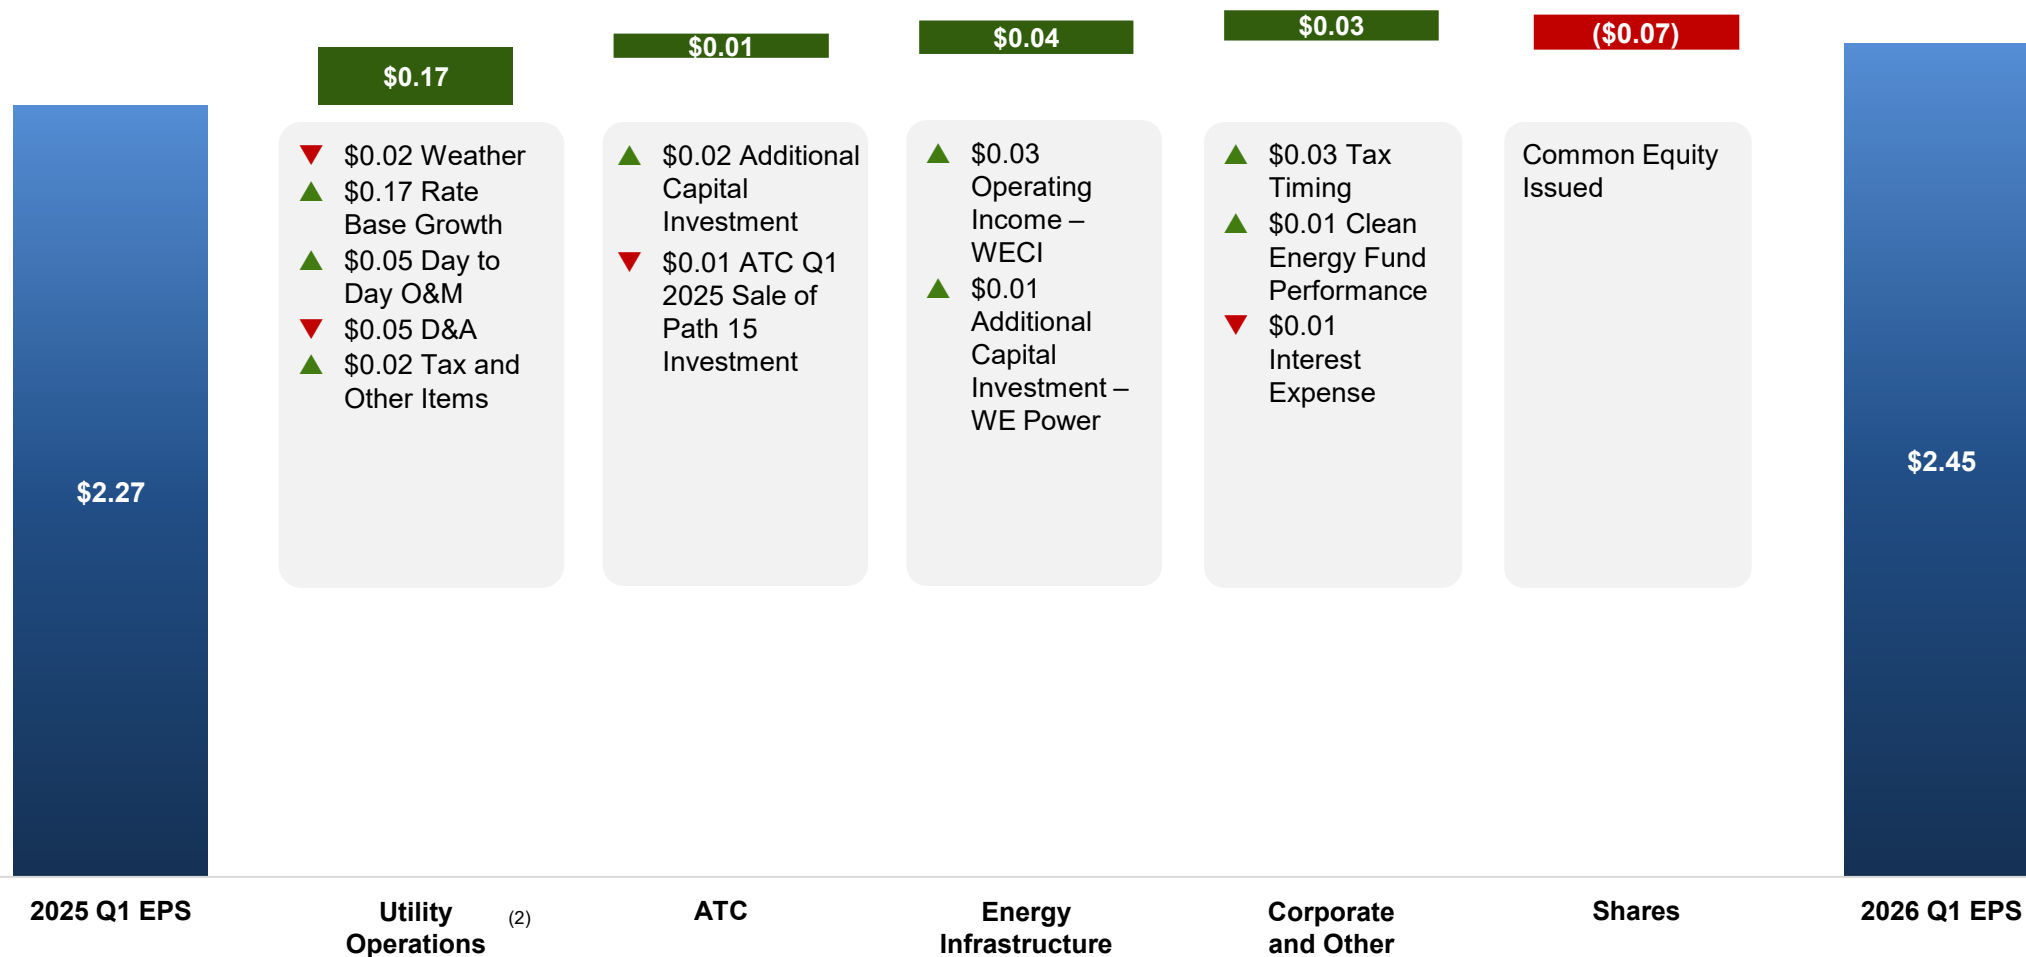 $0.17
$0.01
$0.04
$0.03
($0.07)
$2.27
$0.02 Weather
$0.17 Rate
Base Growth
$0.05 Day to
Day O&M
$0.05 D&A
$0.02 Tax and
Other Items
$0.02 Additional
Capital
Investment
$0.01 ATC Q1
2025 Sale of
Path 15
Investment
$0.03
Operating
Income –
WECI
$0.01
Additional
Capital
Investment –
WE Power
$0.03 Tax
Timing
$0.01 Clean
Energy Fund
Performance
$0.01
Interest
Expense
Common Equity
Issued
$2.45
2025 Q1 EPS
Utility
Operations
(2)
ATC
Energy
Infrastructure
Corporate
and Other
Shares
2026 Q1 EPS